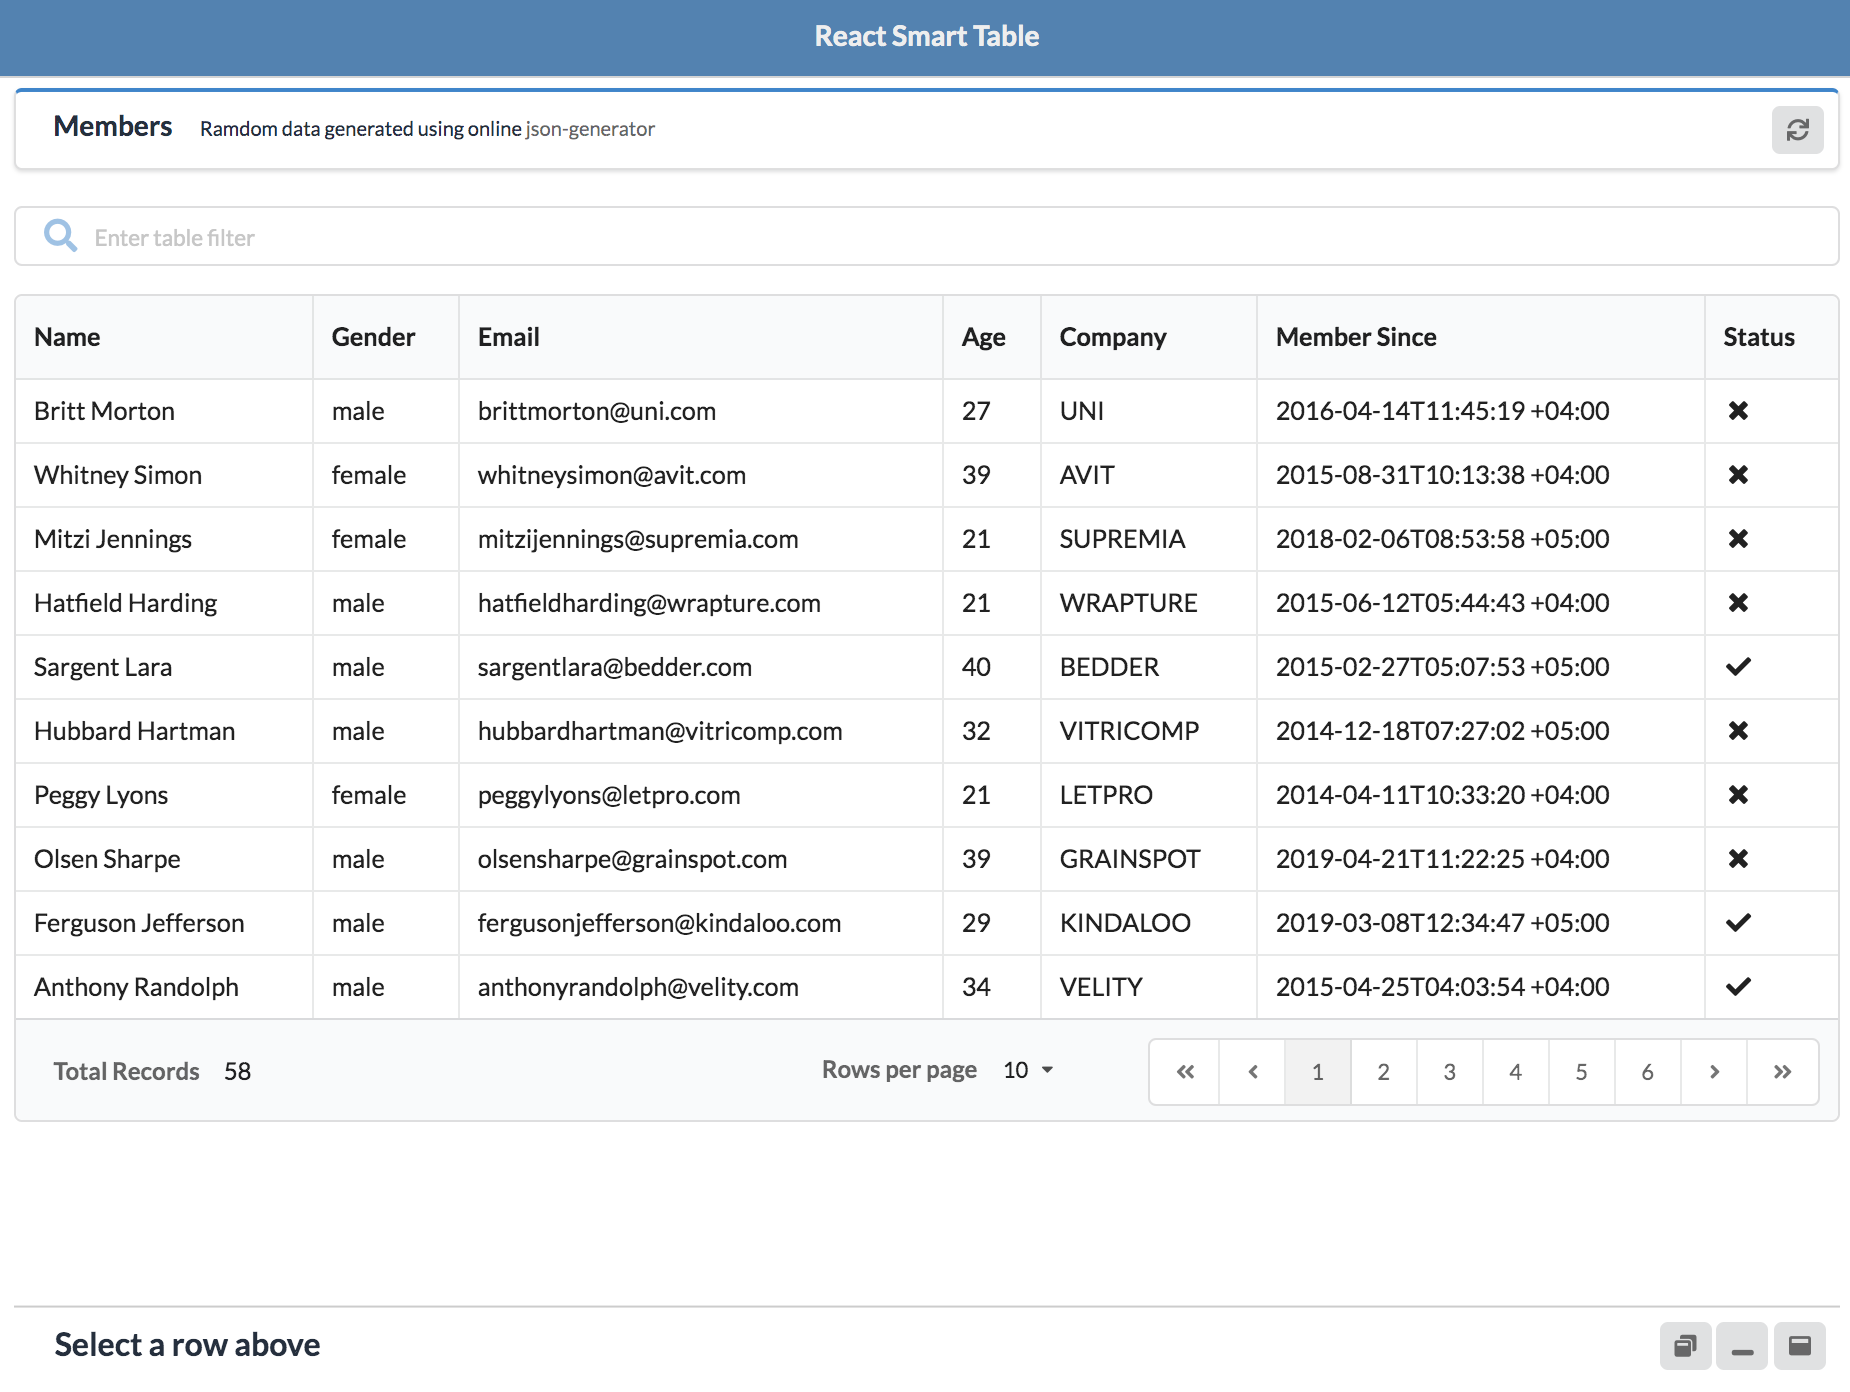 React Smart Table
Members Ramdom data generated using online json-generator
Enter table filter
Name Gender Email Age Company Member Since Status
Britt Morton male brittmorton@uni.com 27 UNI 2016-04-14T11:45:19 +04:00
Whitney Simon female whitneysimon@avit.com 39 AVIT 2015-08-31T10:13:38 +04:00
Mitzi Jennings female mitzijennings@supremia.com 21 SUPREMIA 2018-02-06T08:53:58 +05:00
Hatfield Harding male hatfieldharding@wrapture.com 21 WRAPTURE 2015-06-12T05:44:43 +04:00
Sargent Lara male sargentlara@bedder.com 40 BEDDER 2015-02-27T05:07:53 +05:00
Hubbard Hartman male hubbardhartman@vitricomp.com 32 VITRICOMP 2014-12-18T07:27:02 +05:00
Peggy Lyons female peggylyons@letpro.com 21 LETPRO 2014-04-11T10:33:20 +04:00
Olsen Sharpe male olsensharpe@grainspot.com 39 GRAINSPOT 2019-04-21T11:22:25 +04:00
Ferguson Jefferson male fergusonjefferson@kindaloo.com 29 KINDALOO 2019-03-08T12:34:47 +05:00
Anthony Randolph male anthonyrandolph@velity.com 34 VELITY 2015-04-25T04:03:54 +04:00
Total Records 58 Rows per page 10 « ‹ 1 2 3 4 5 6 › »
Select a row above